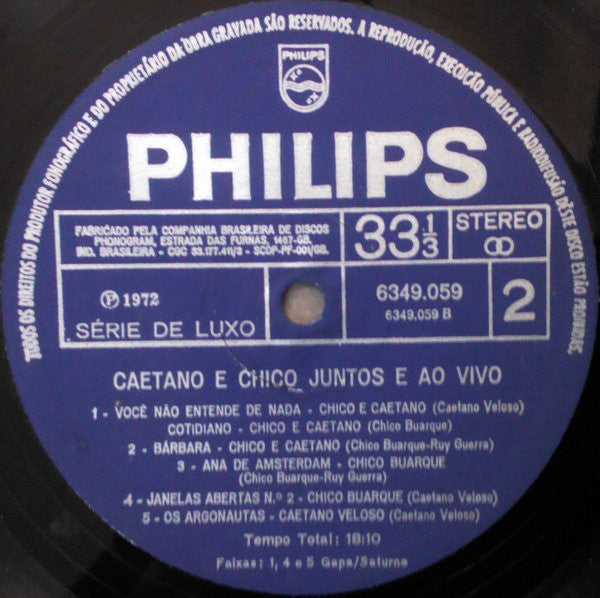 TODOS OS DIREITOS DO PRODUTOR FONOGRÁFICO E DO PROPRIETÁRIO DA OBRA GRAVADA SÃO RESERVADOS. A REPRODUÇÃO, EXECUÇÃO PÚBLICA E RADIODIFUSÃO DÊSTE DISCO ESTÃO PROIBIDAS.
PHILIPS
PHILIPS
FABRICADO PELA COMPANHIA BRASILEIRA DE DISCOS
PHONOGRAM, ESTRADA DAS FURNAS, 1467-GB.
IND. BRASILEIRA - CGC 33.177.411/3 - SCDP-PF-001/GB.
33 1/3
STEREO
℗ 1972
SÉRIE DE LUXO
6349.059
6349.059 B
2
CAETANO E CHICO JUNTOS E AO VIVO
1 - VOCÊ NÃO ENTENDE DE NADA - CHICO E CAETANO (Caetano Veloso)
COTIDIANO - CHICO E CAETANO (Chico Buarque)
2 - BÁRBARA - CHICO E CAETANO (Chico Buarque-Ruy Guerra)
3 - ANA DE AMSTERDAM - CHICO BUARQUE
(Chico Buarque-Ruy Guerra)
4 - JANELAS ABERTAS N.º 2 - CHICO BUARQUE (Caetano Veloso)
5 - OS ARGONAUTAS - CAETANO VELOSO (Caetano Veloso)
Tempo Total: 18:10
Faixas: 1, 4 e 5 Gapa/Saturno